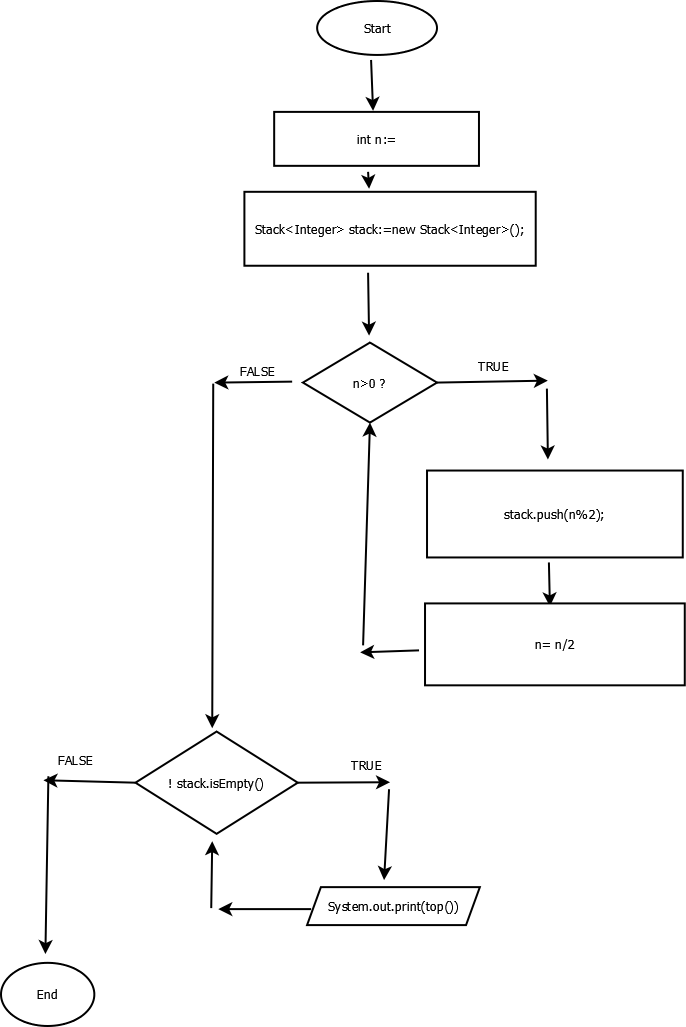 Start
int n:=
Stack<Integer> stack:=new Stack<Integer>();
n>0 ?
FALSE
TRUE
stack.push(n%2);
n= n/2
! stack.isEmpty()
FALSE
TRUE
System.out.print(top())
End